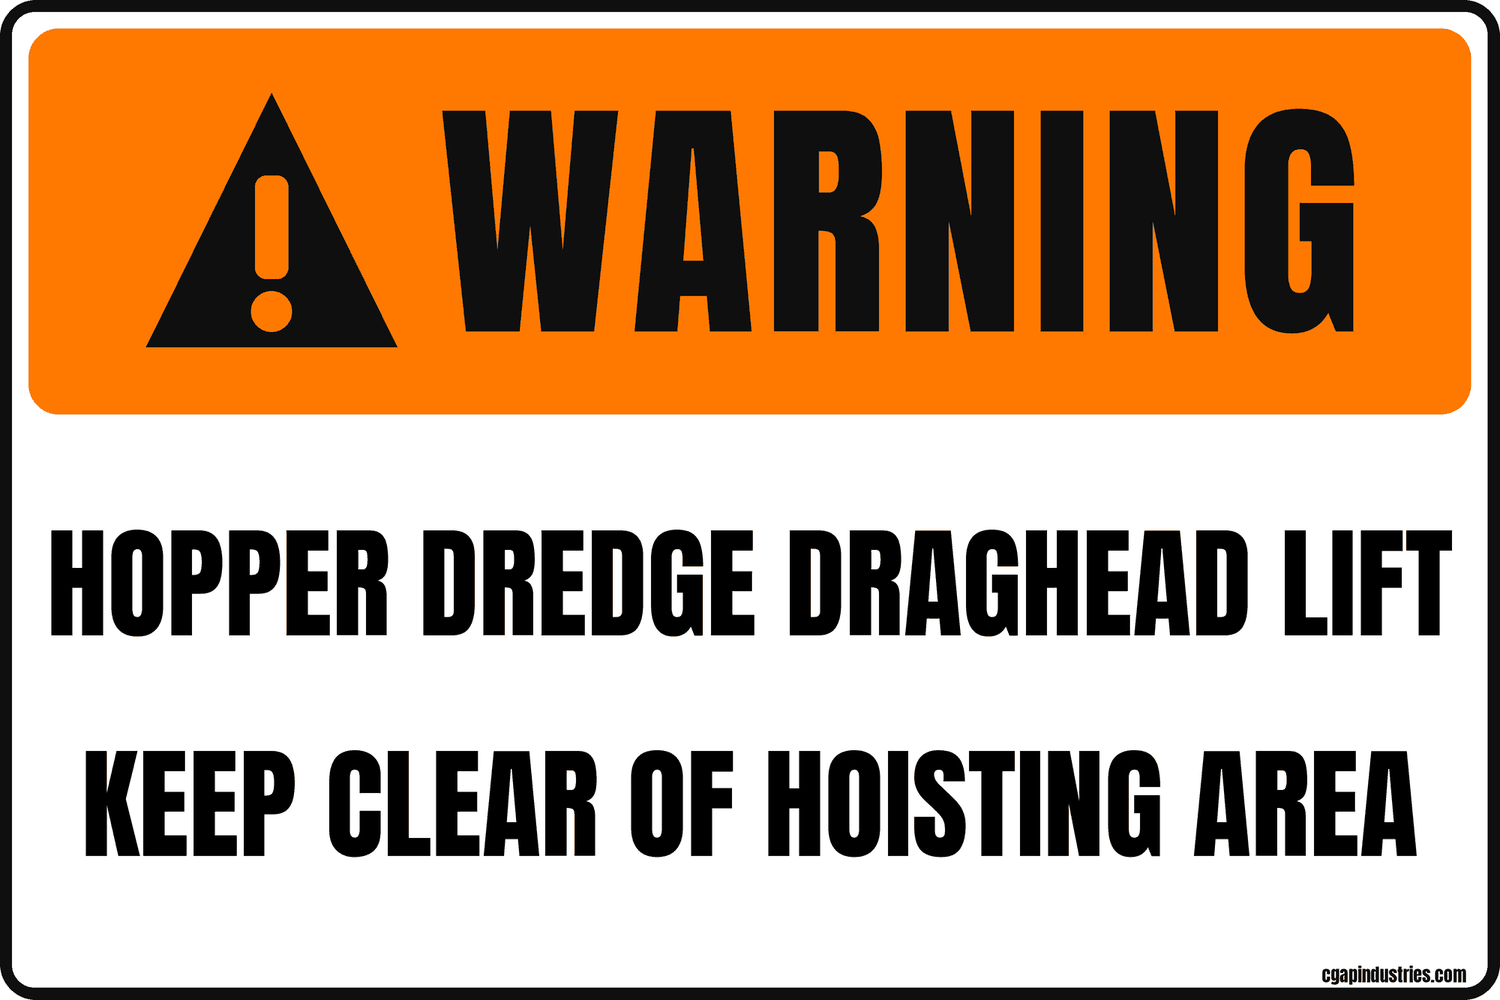 WARNING
HOPPER DREDGE DRAGHEAD LIFT
KEEP CLEAR OF HOISTING AREA
cgapindustries.com